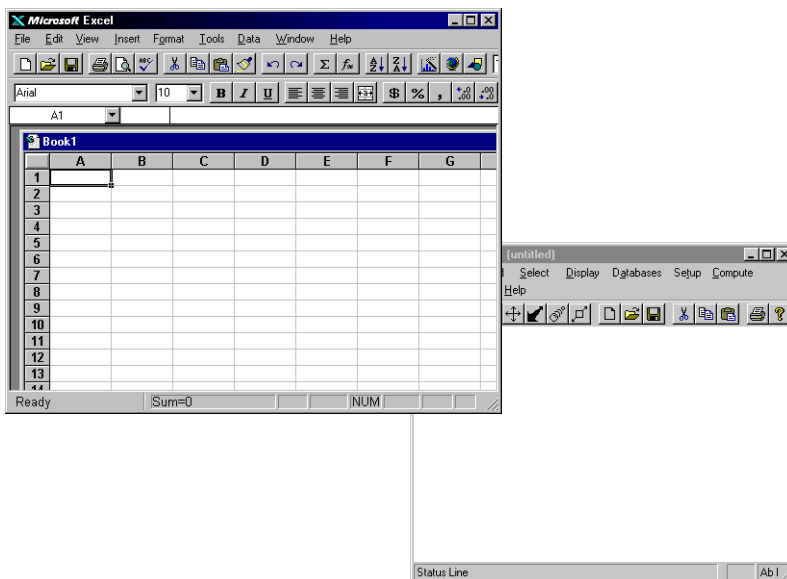 Microsoft Excel
File Edit View Insert Format Tools Data Window Help
ABC
Arial 10 B I U $ % ,
A1
Book1
A B C D E F G
1
2
3
4
5
6
7
8
9
10
11
12
13
14
Ready Sum=0 NUM
(untitled)
Select Display Databases Setup Compute
Help
Status Line Ab I